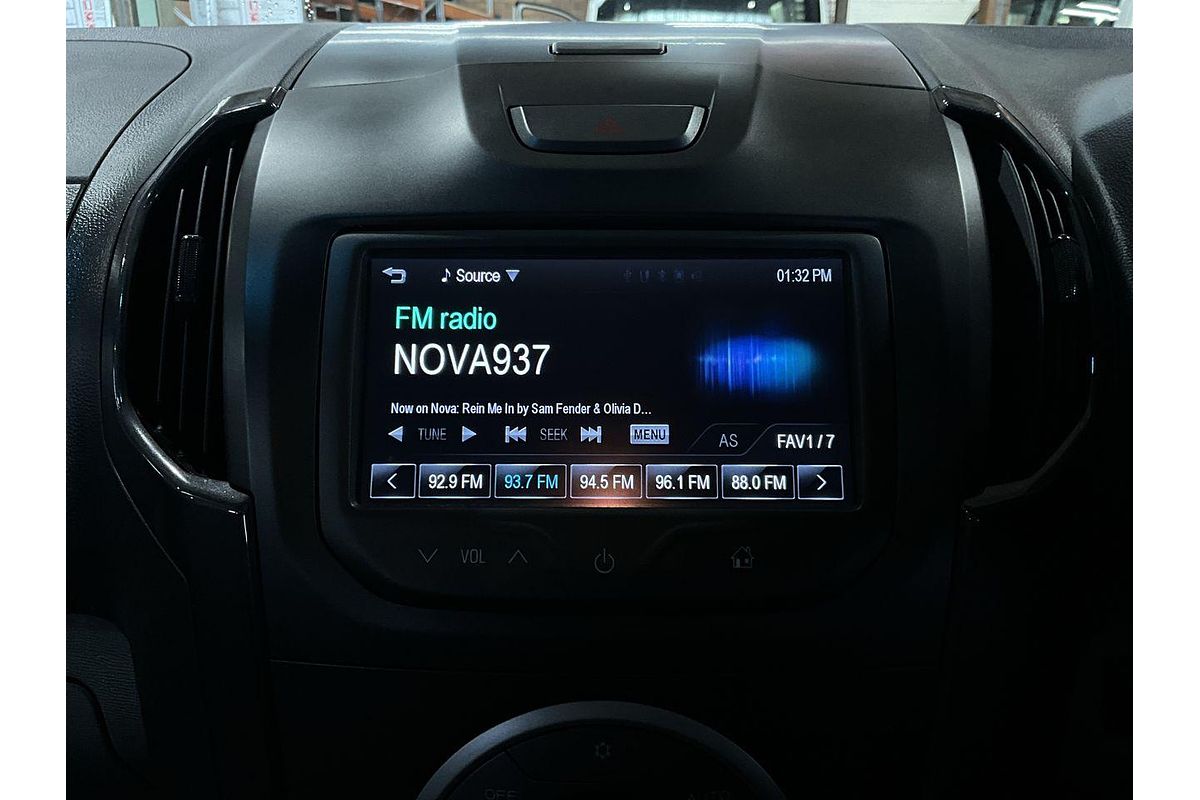 Source 01:32 PM
FM radio
NOVA937
Now on Nova: Rein Me In by Sam Fender & Olivia D...
TUNE SEEK MENU AS FAV1/7
92.9 FM 93.7 FM 94.5 FM 96.1 FM 88.0 FM
VOL
OFF AUTO